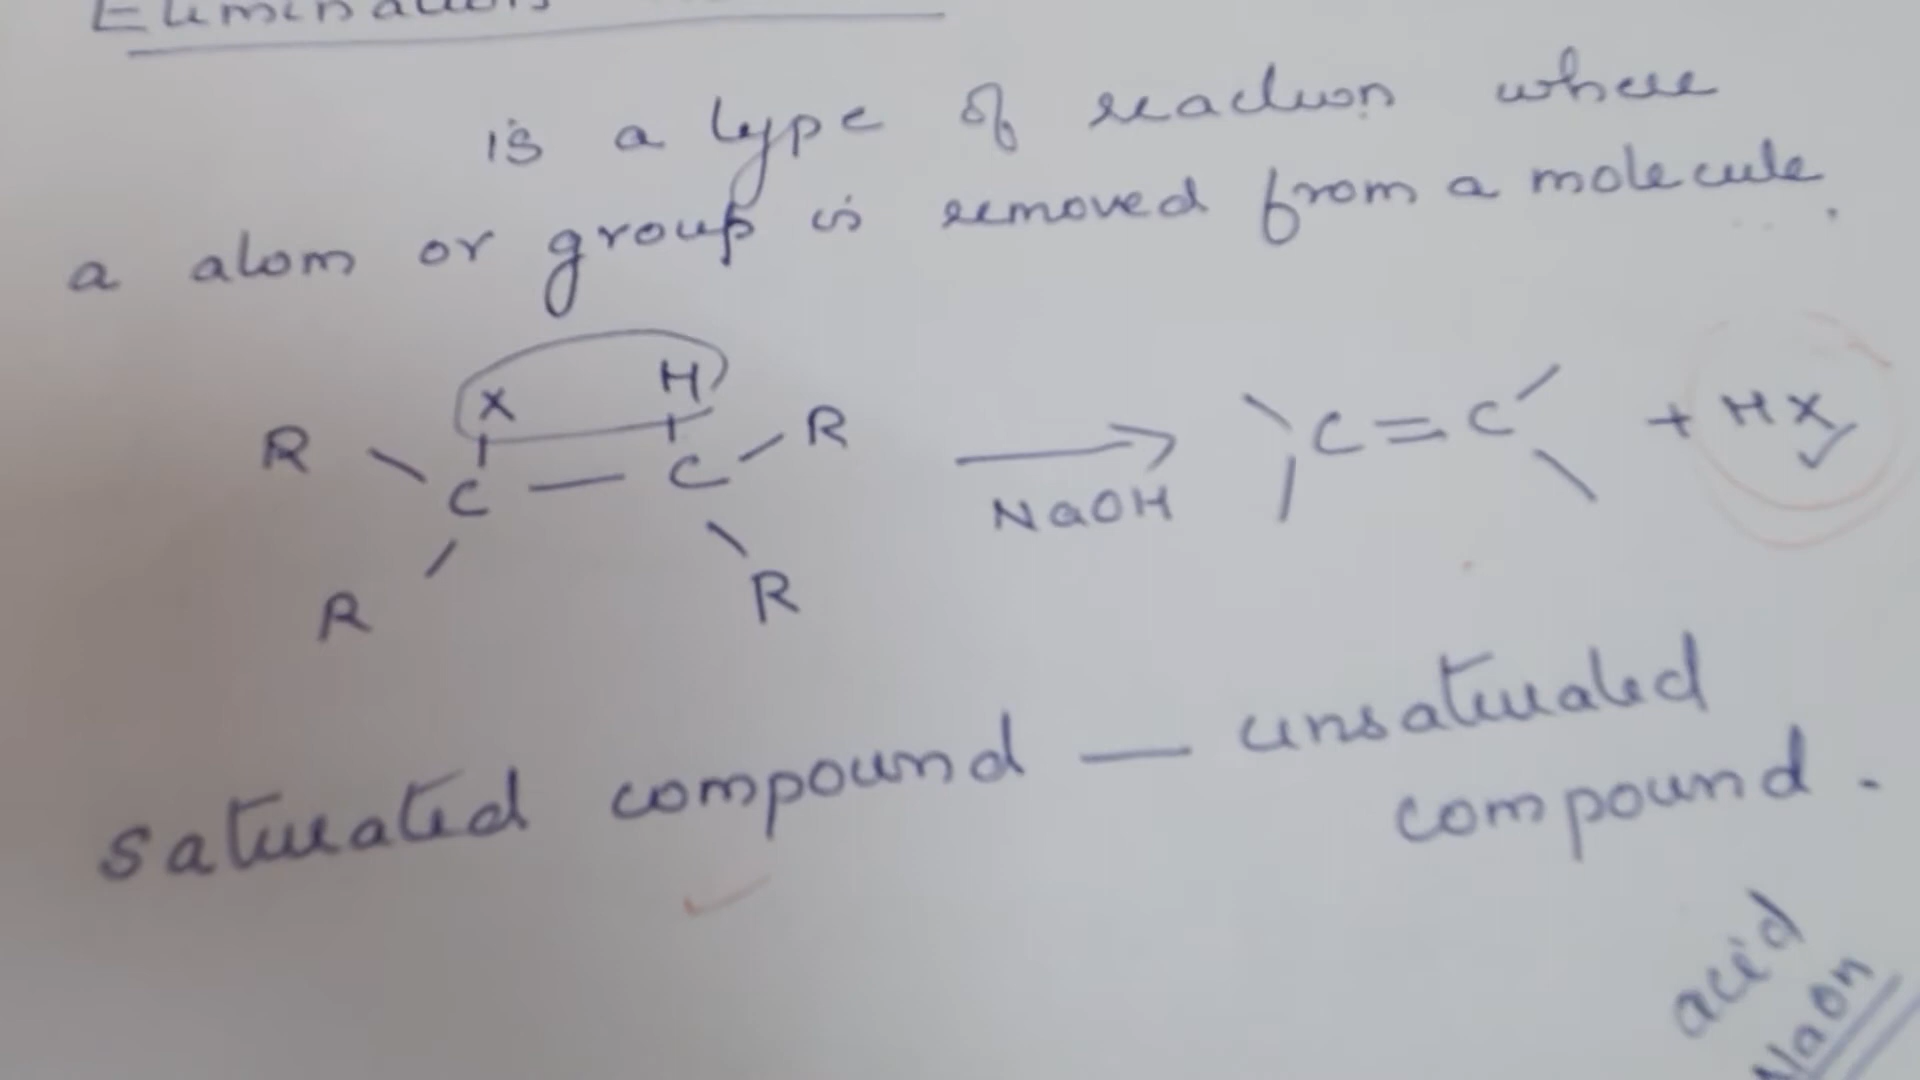 is a type of reaction where
a atom or group is removed from a molecule.
X H
R C — C R
R R
NaOH
C = C + HX
saturated compound — unsaturated
compound.
acid
NaOH